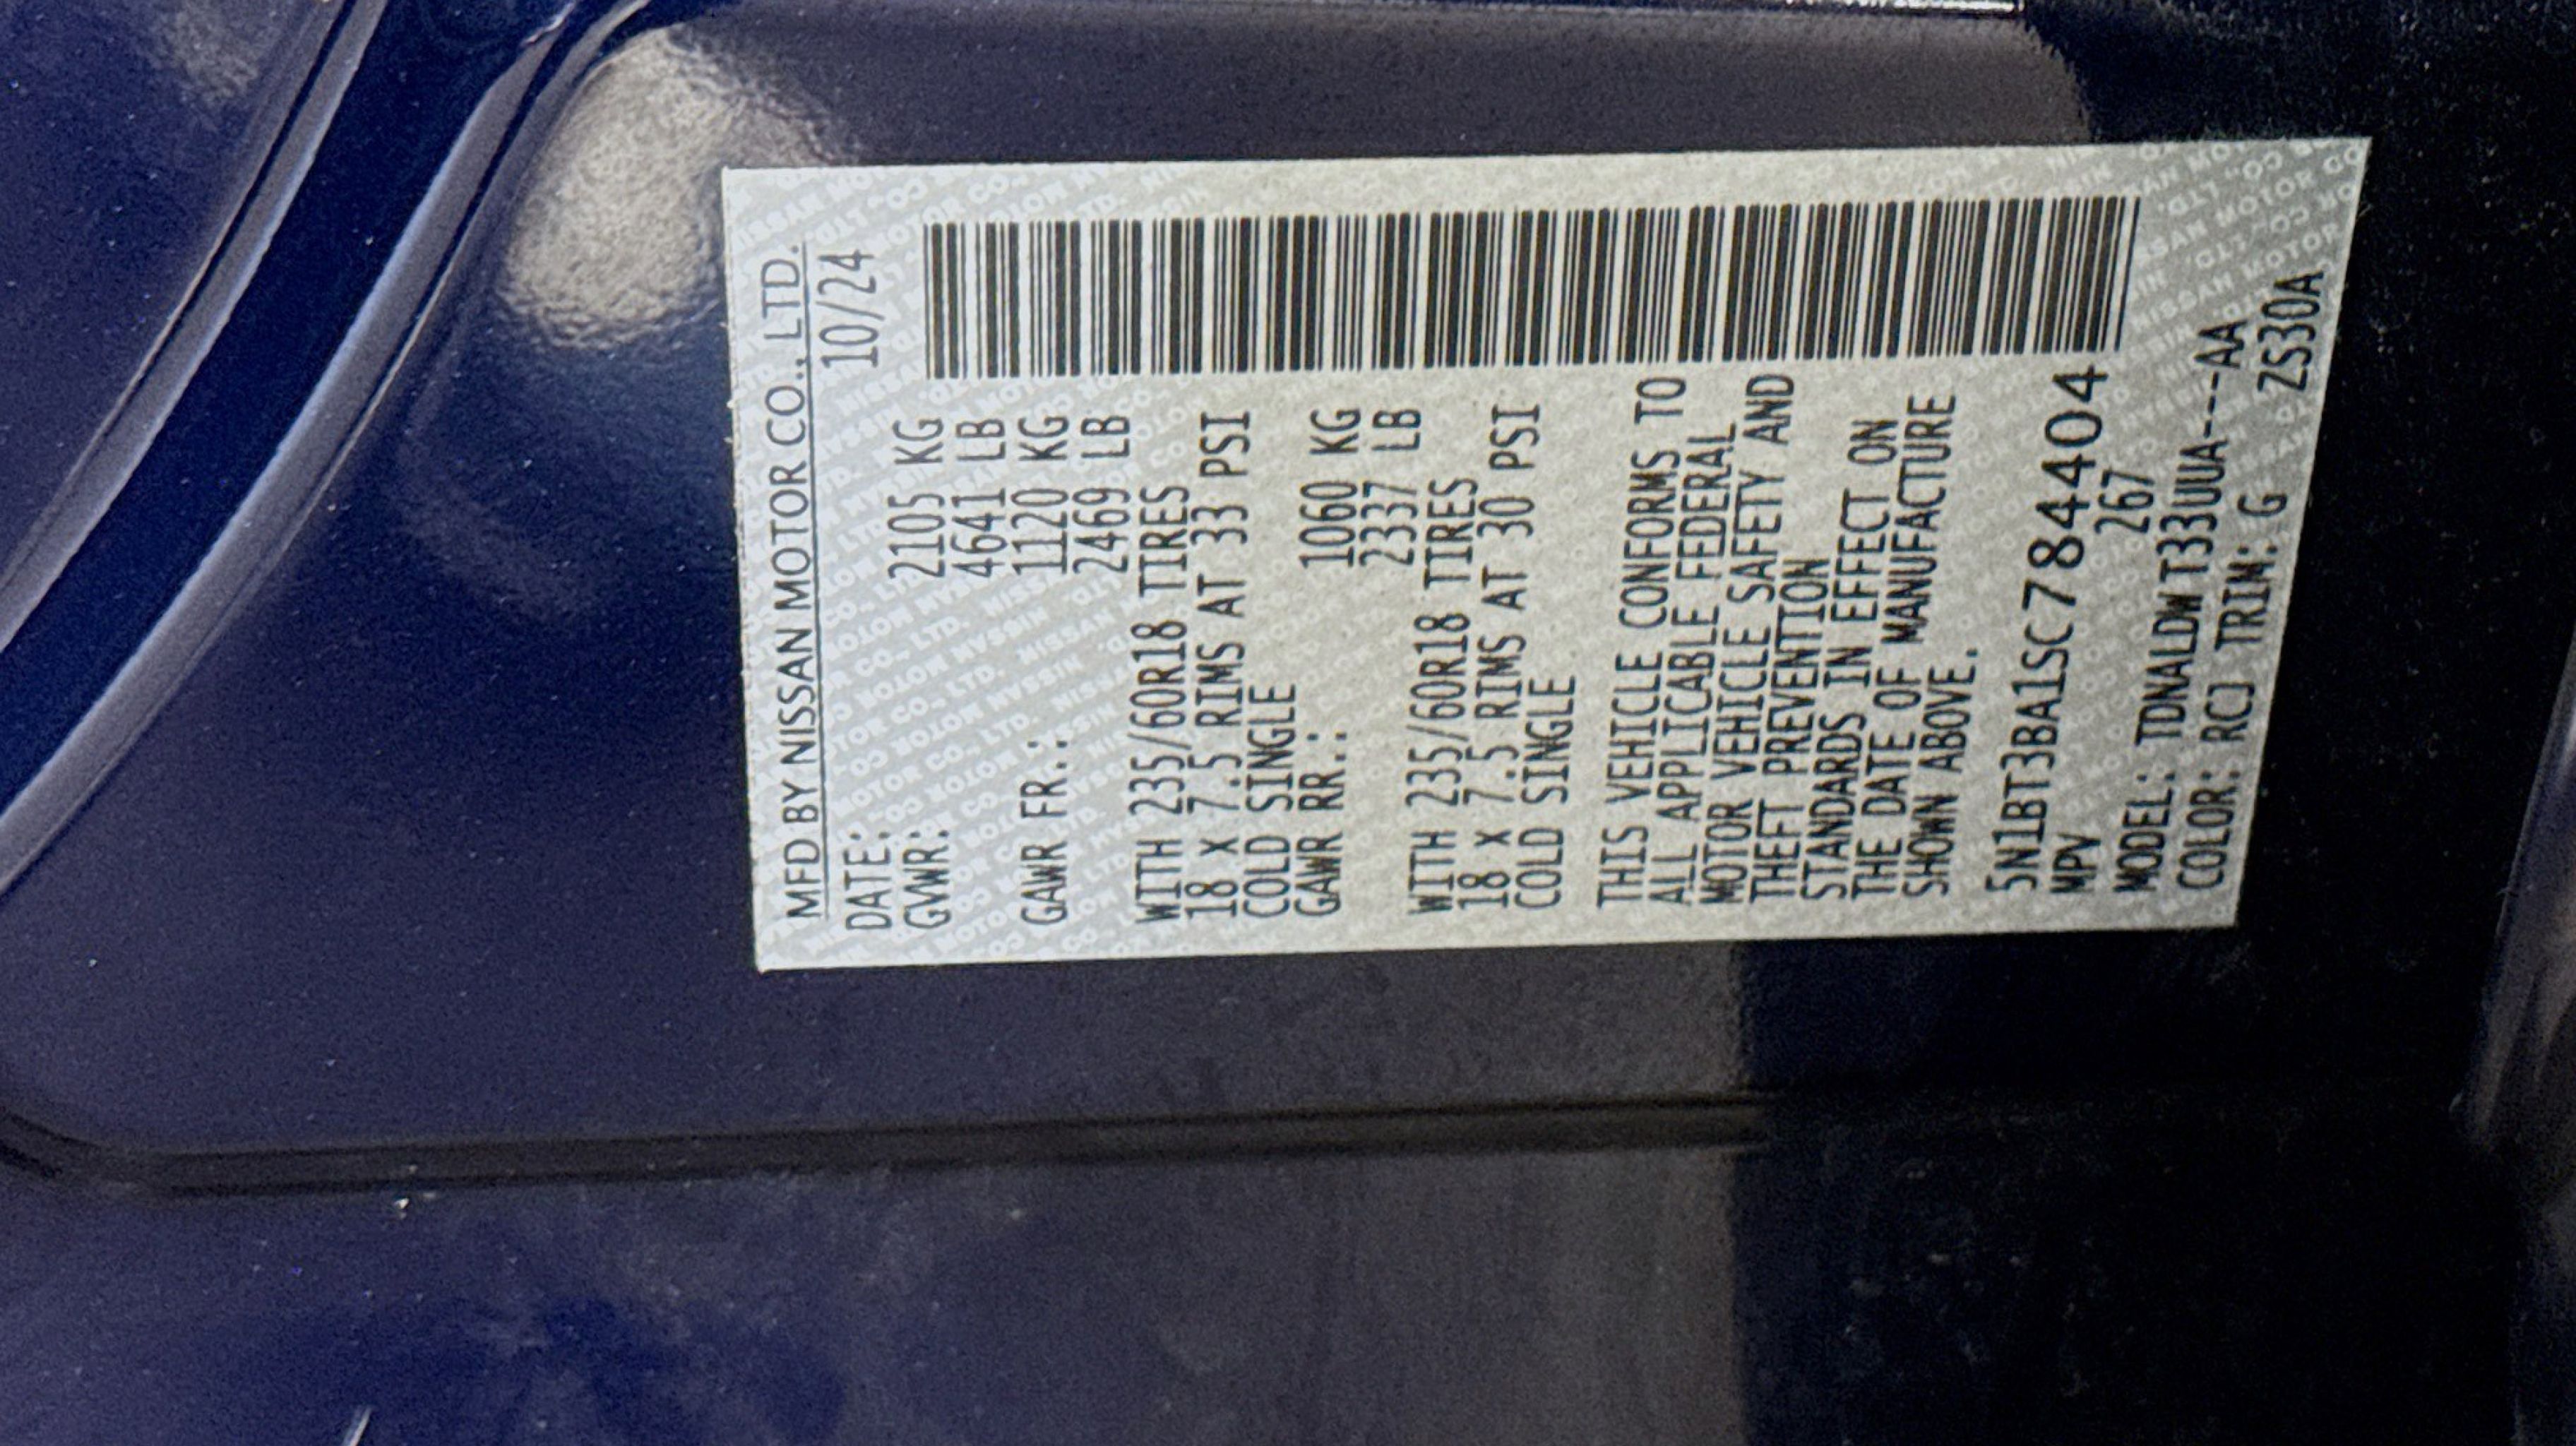 MFD BY NISSAN MOTOR CO., LTD.
DATE: 10/24
GVWR: 2105 KG
4641 LB
GAWR FR.: 1120 KG
2469 LB
WITH 235/60R18 TIRES
18 X 7.5 RIMS AT 33 PSI
COLD SINGLE
GAWR RR.: 1060 KG
2337 LB
WITH 235/60R18 TIRES
18 X 7.5 RIMS AT 30 PSI
COLD SINGLE
THIS VEHICLE CONFORMS TO
ALL APPLICABLE FEDERAL
MOTOR VEHICLE SAFETY AND
THEFT PREVENTION
STANDARDS IN EFFECT ON
THE DATE OF MANUFACTURE
SHOWN ABOVE.
5N1BT3BA1SC784404
MPV 267
MODEL: TDNALDWT33UUA----AA
COLOR: RCJ TRIM: G ZS30A